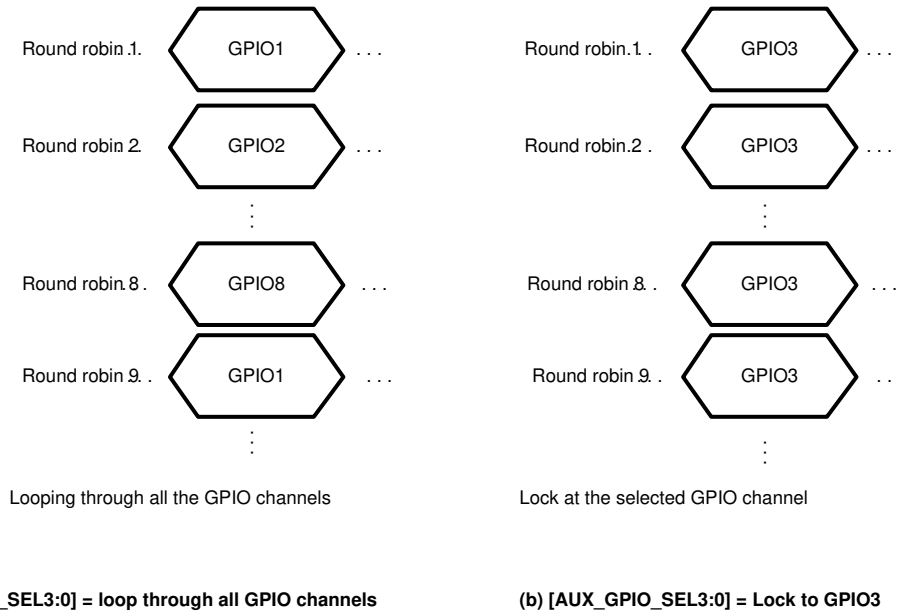 Round robin 1. . . GPIO1 . . .
Round robin 2. . . GPIO2 . . .
Round robin 8. . . GPIO8 . . .
Round robin 9. . . GPIO1 . . .
Looping through all the GPIO channels
_SEL3:0] = loop through all GPIO channels
Round robin 1. . . GPIO3 . . .
Round robin 2. . . GPIO3 . . .
Round robin 8. . . GPIO3 . . .
Round robin 9. . . GPIO3 . .
Lock at the selected GPIO channel
(b) [AUX_GPIO_SEL3:0] = Lock to GPIO3